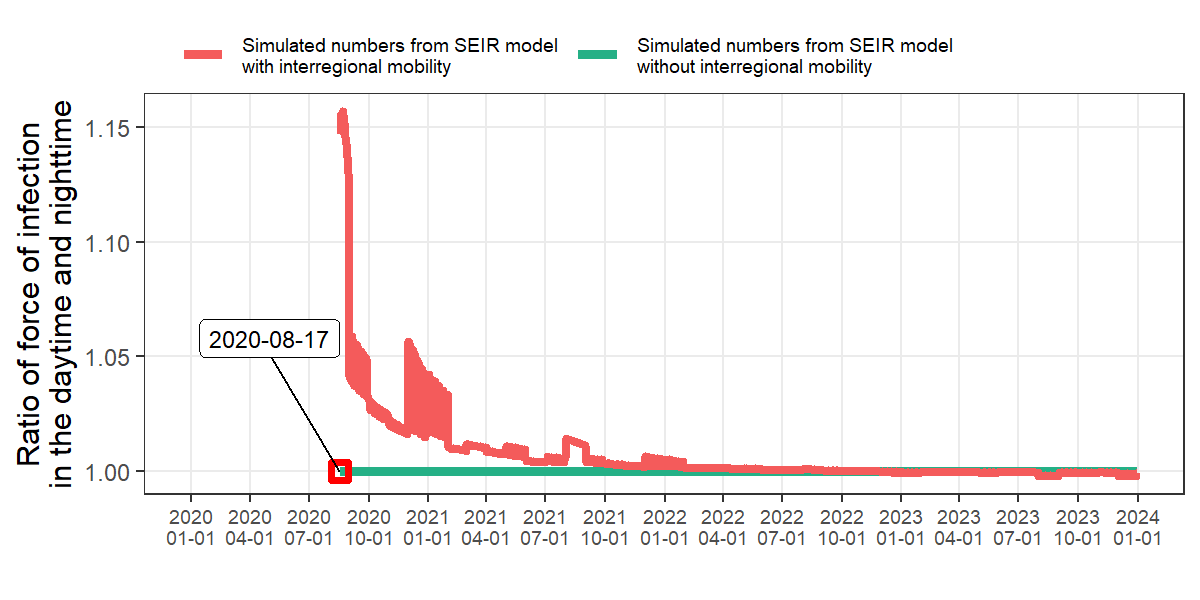 Simulated numbers from SEIR model
with interregional mobility
Simulated numbers from SEIR model
without interregional mobility
Ratio of force of infection
in the daytime and nighttime
1.15
1.10
1.05
1.00
2020-08-17
2020 2020 2020 2020 2021 2021 2021 2021 2022 2022 2022 2022 2023 2023 2023 2023 2024
01-01 04-01 07-01 10-01 01-01 04-01 07-01 10-01 01-01 04-01 07-01 10-01 01-01 04-01 07-01 10-01 01-01